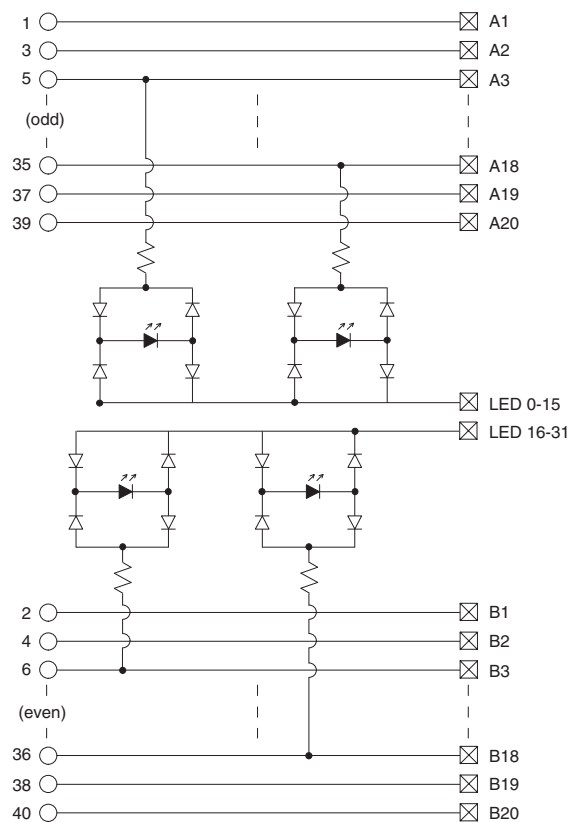 1 A1
3 A2
5 A3
(odd)
35 A18
37 A19
39 A20
LED 0-15
LED 16-31
2 B1
4 B2
6 B3
(even)
36 B18
38 B19
40 B20